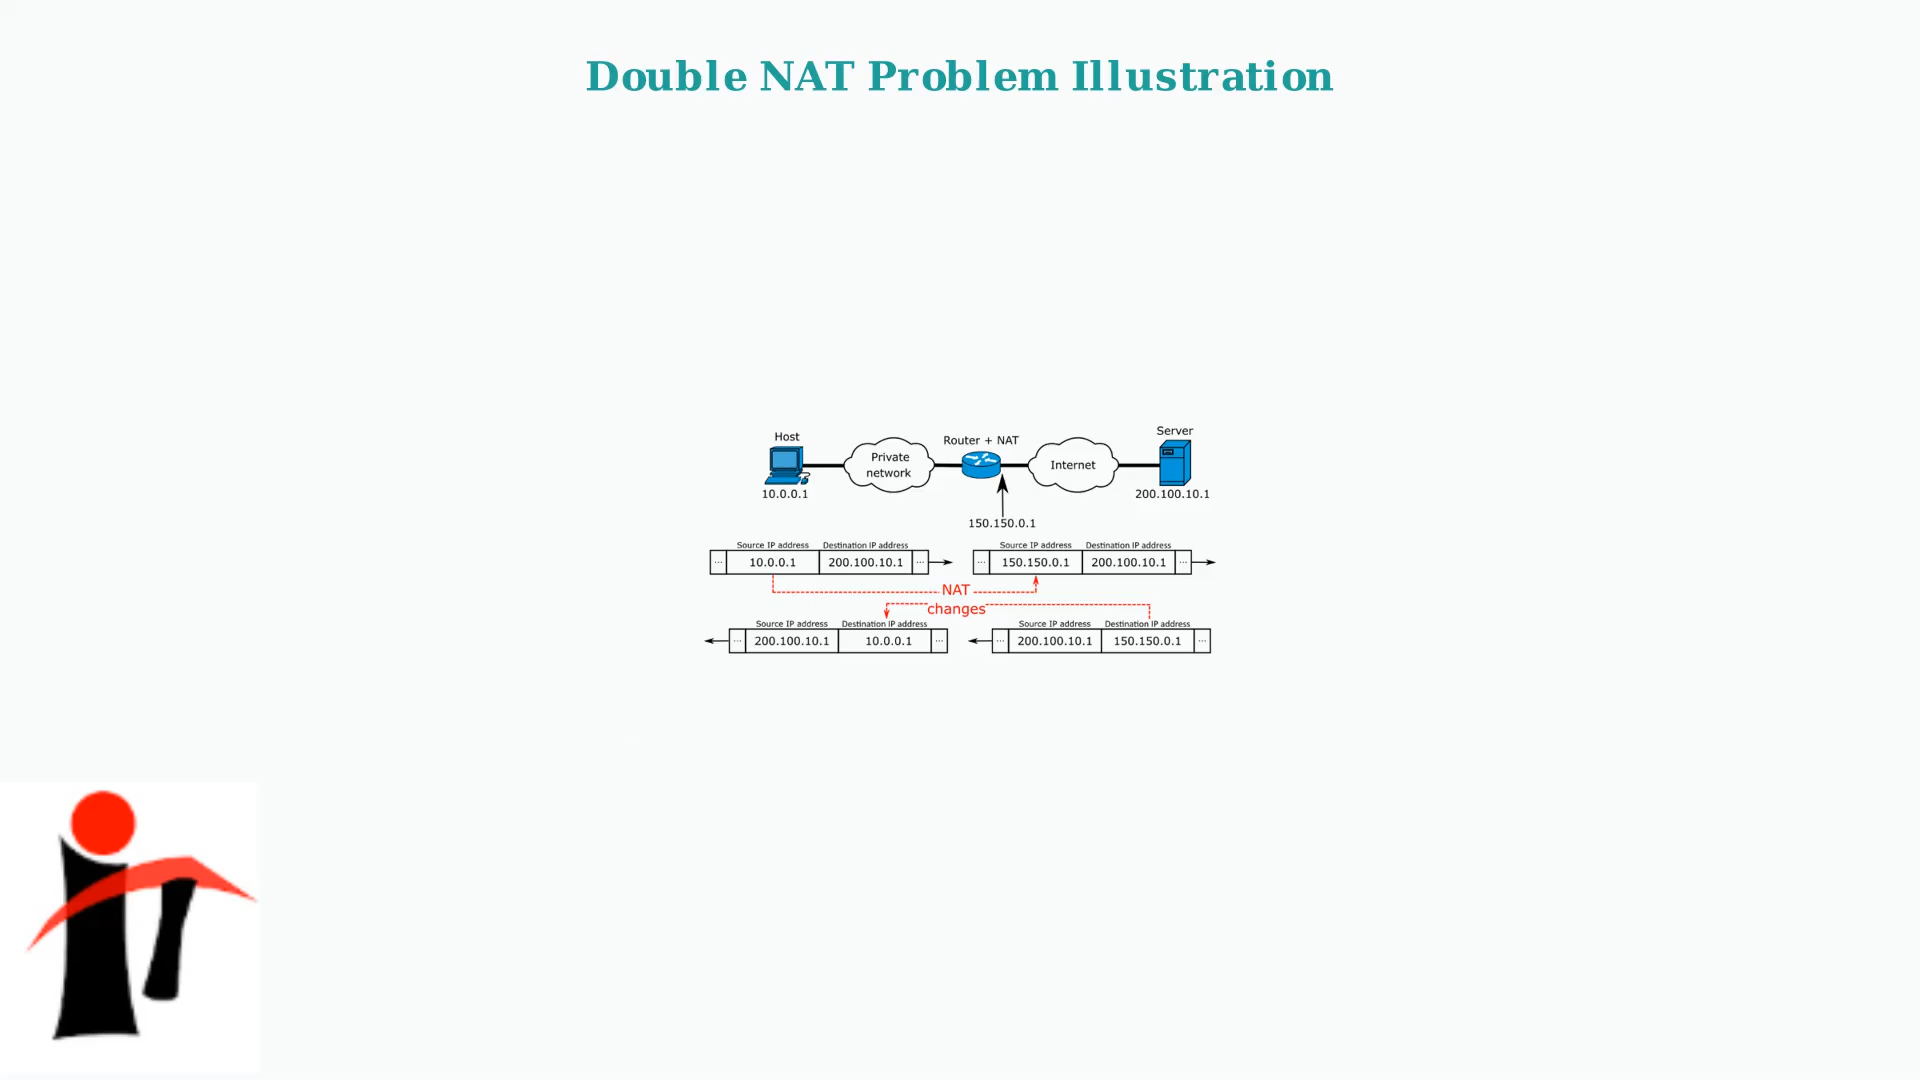 Double NAT Problem Illustration
Host
Router + NAT
Server
Private
network
Internet
10.0.0.1
200.100.10.1
150.150.0.1
Source IP address Destination IP address
... 10.0.0.1 200.100.10.1 ...
Source IP address Destination IP address
... 150.150.0.1 200.100.10.1 ...
NAT
changes
Source IP address Destination IP address
... 200.100.10.1 10.0.0.1 ...
Source IP address Destination IP address
... 200.100.10.1 150.150.0.1 ...